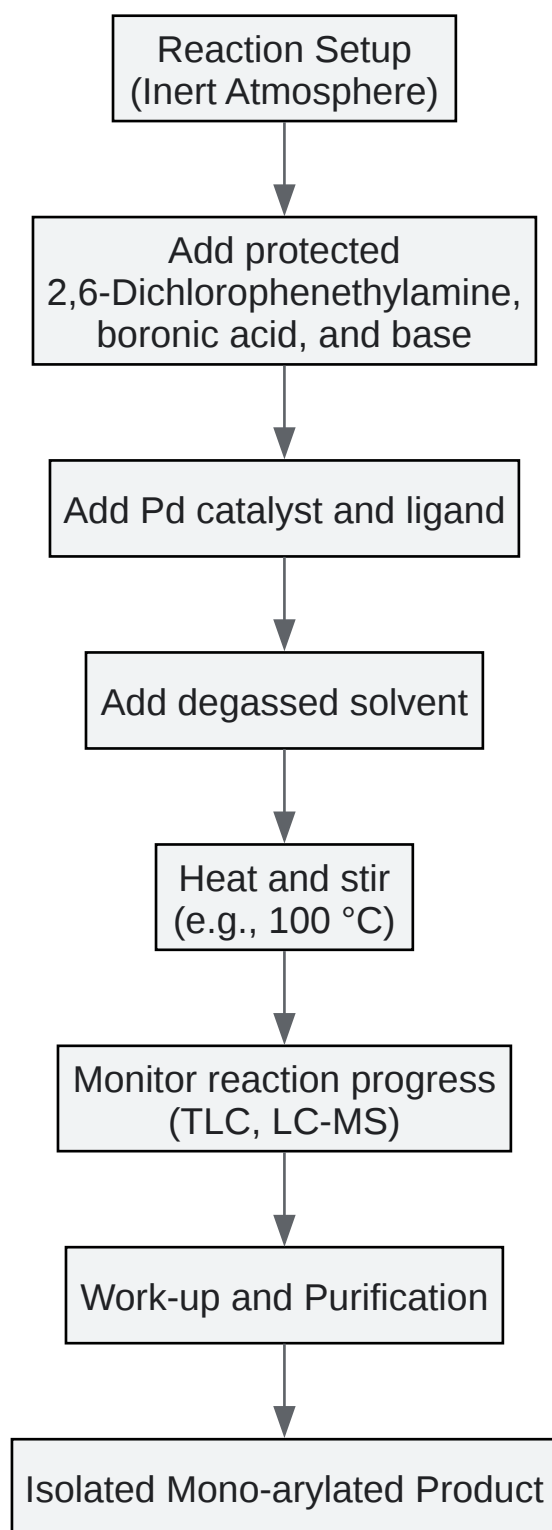 Reaction Setup
(Inert Atmosphere)
Add protected
2,6-Dichlorophenethylamine,
boronic acid, and base
Add Pd catalyst and ligand
Add degassed solvent
Heat and stir
(e.g., 100 °C)
Monitor reaction progress
(TLC, LC-MS)
Work-up and Purification
Isolated Mono-arylated Product